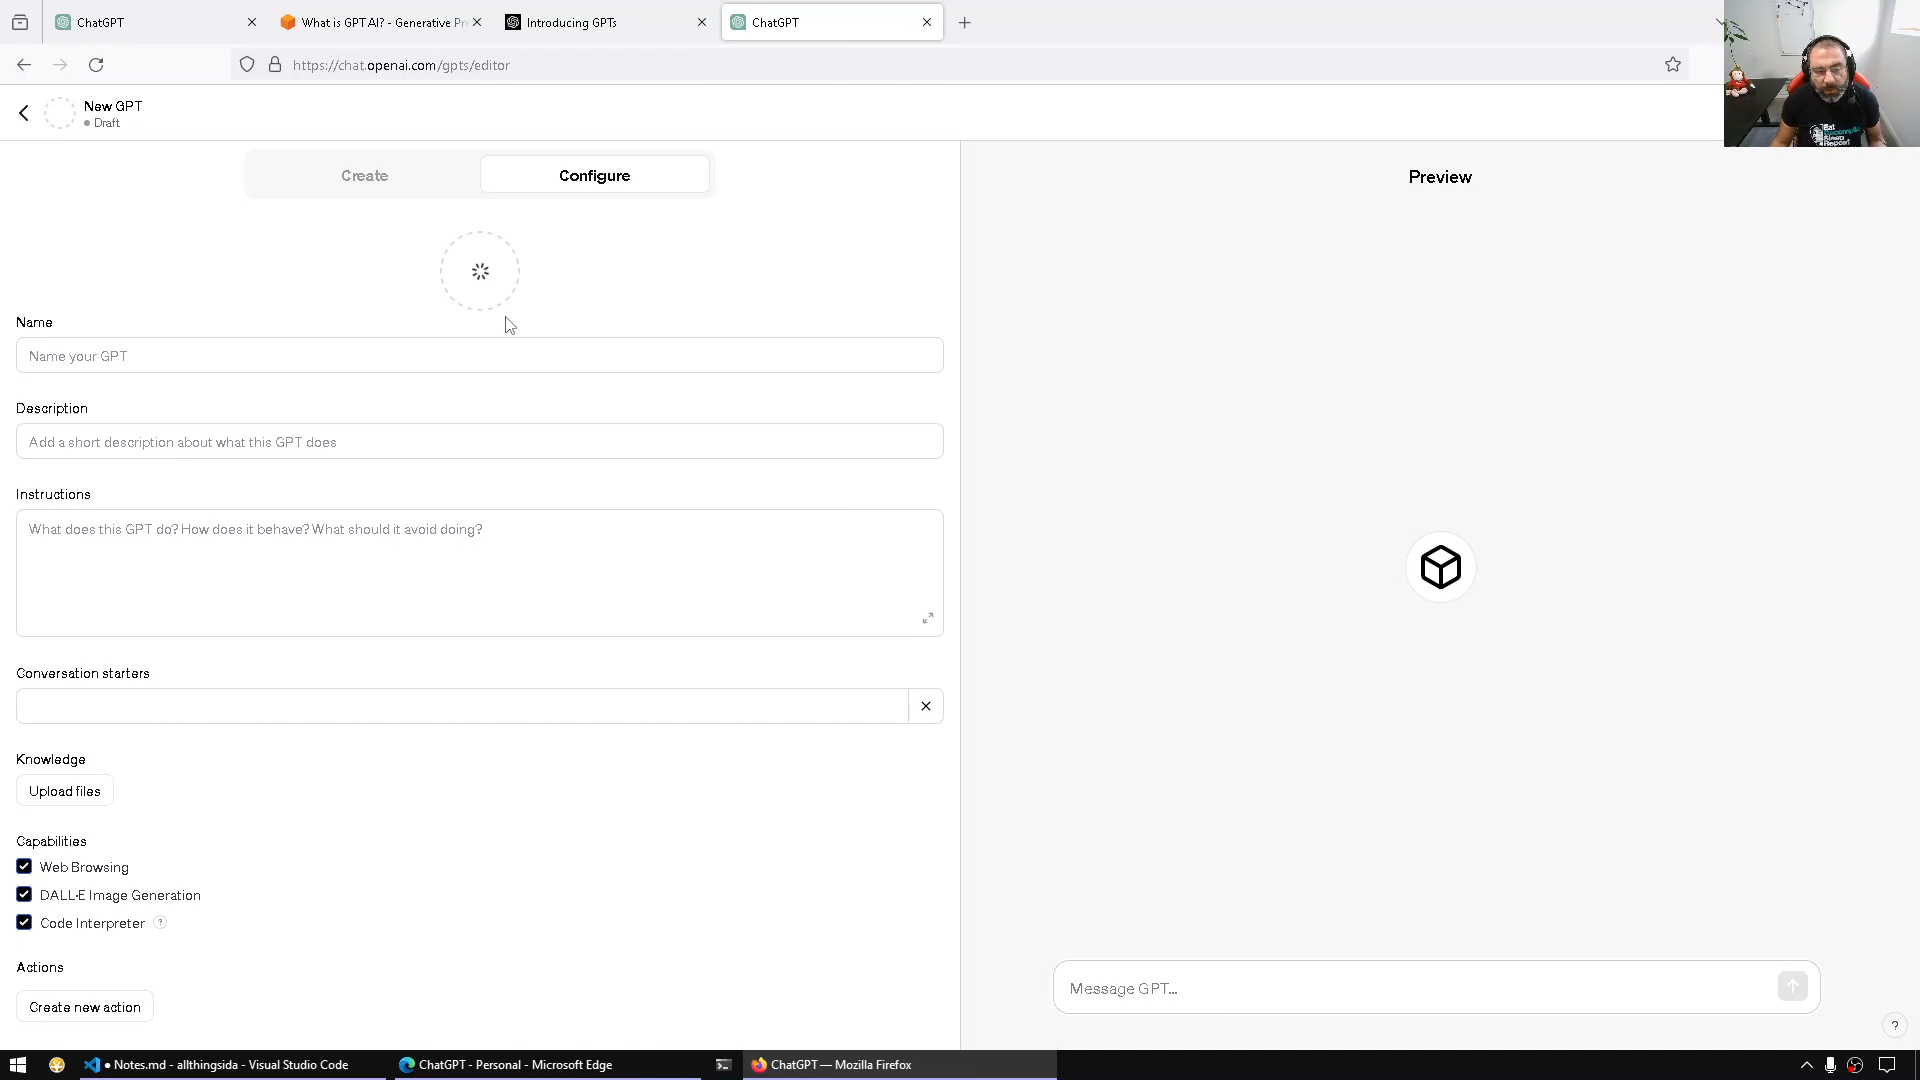 ChatGPT
What is GPT AI? - Generative Pr
Introducing GPTs
ChatGPT
https://chat.openai.com/gpts/editor
New GPT
Draft
Create
Configure
Preview
Name
Name your GPT
Description
Add a short description about what this GPT does
Instructions
What does this GPT do? How does it behave? What should it avoid doing?
Conversation starters
Knowledge
Upload files
Capabilities
Web Browsing
DALL·E Image Generation
Code Interpreter ?
Actions
Create new action
Message GPT...
?
● Notes.md - allthingsida - Visual Studio Code
ChatGPT - Personal - Microsoft Edge
ChatGPT — Mozilla Firefox